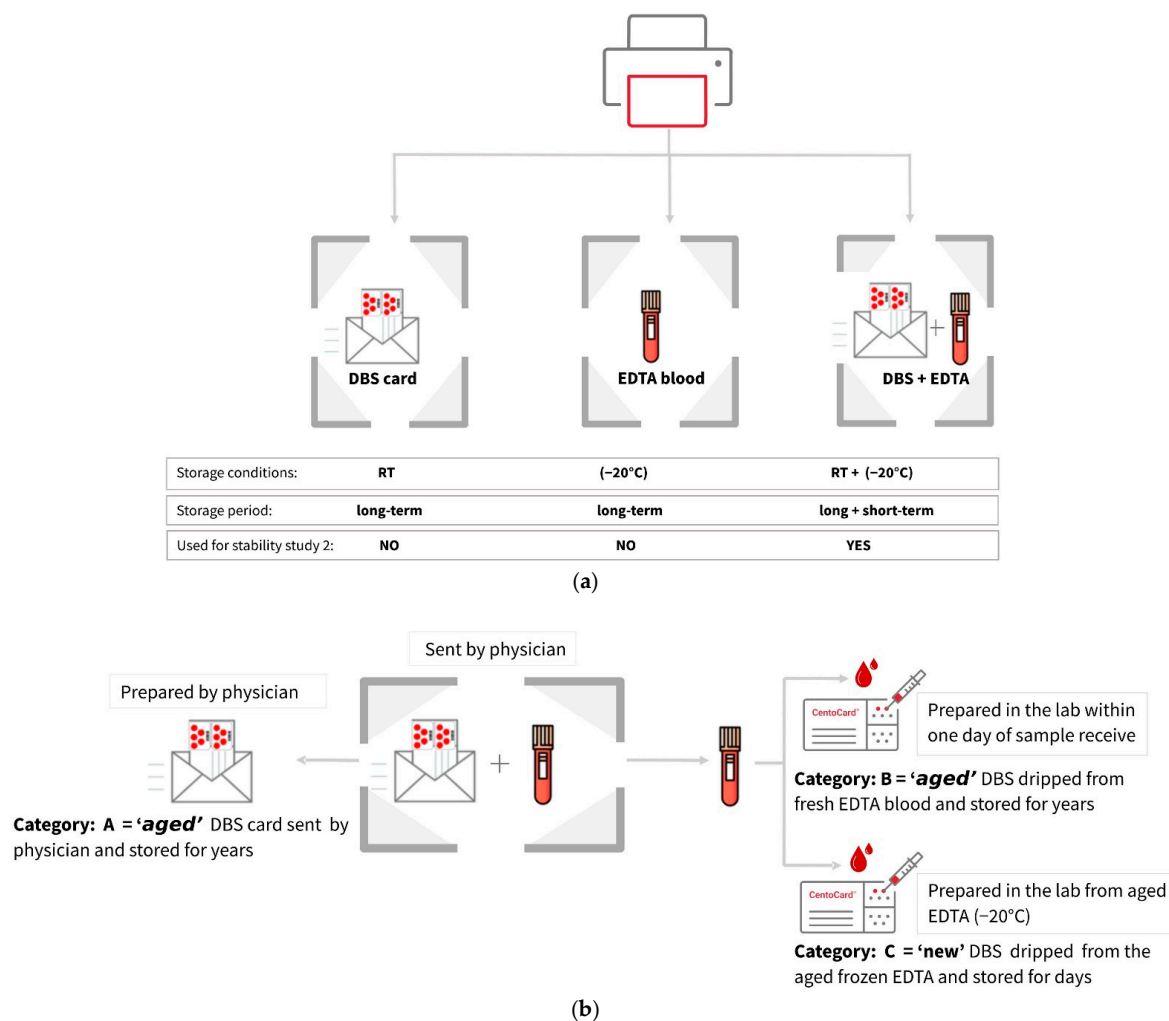 DBS card
EDTA blood
DBS + EDTA
+
Storage conditions: RT (−20°C) RT + (−20°C)
Storage period: long-term long-term long + short-term
Used for stability study 2: NO NO YES
(a)
Sent by physician
Prepared by physician
+
Category: A = ‘aged’ DBS card sent by
physician and stored for years
CentoCard™
Prepared in the lab within
one day of sample receive
Category: B = ‘aged’ DBS dripped from
fresh EDTA blood and stored for years
CentoCard™
Prepared in the lab from aged
EDTA (−20°C)
Category: C = ‘new’ DBS dripped from the
aged frozen EDTA and stored for days
(b)